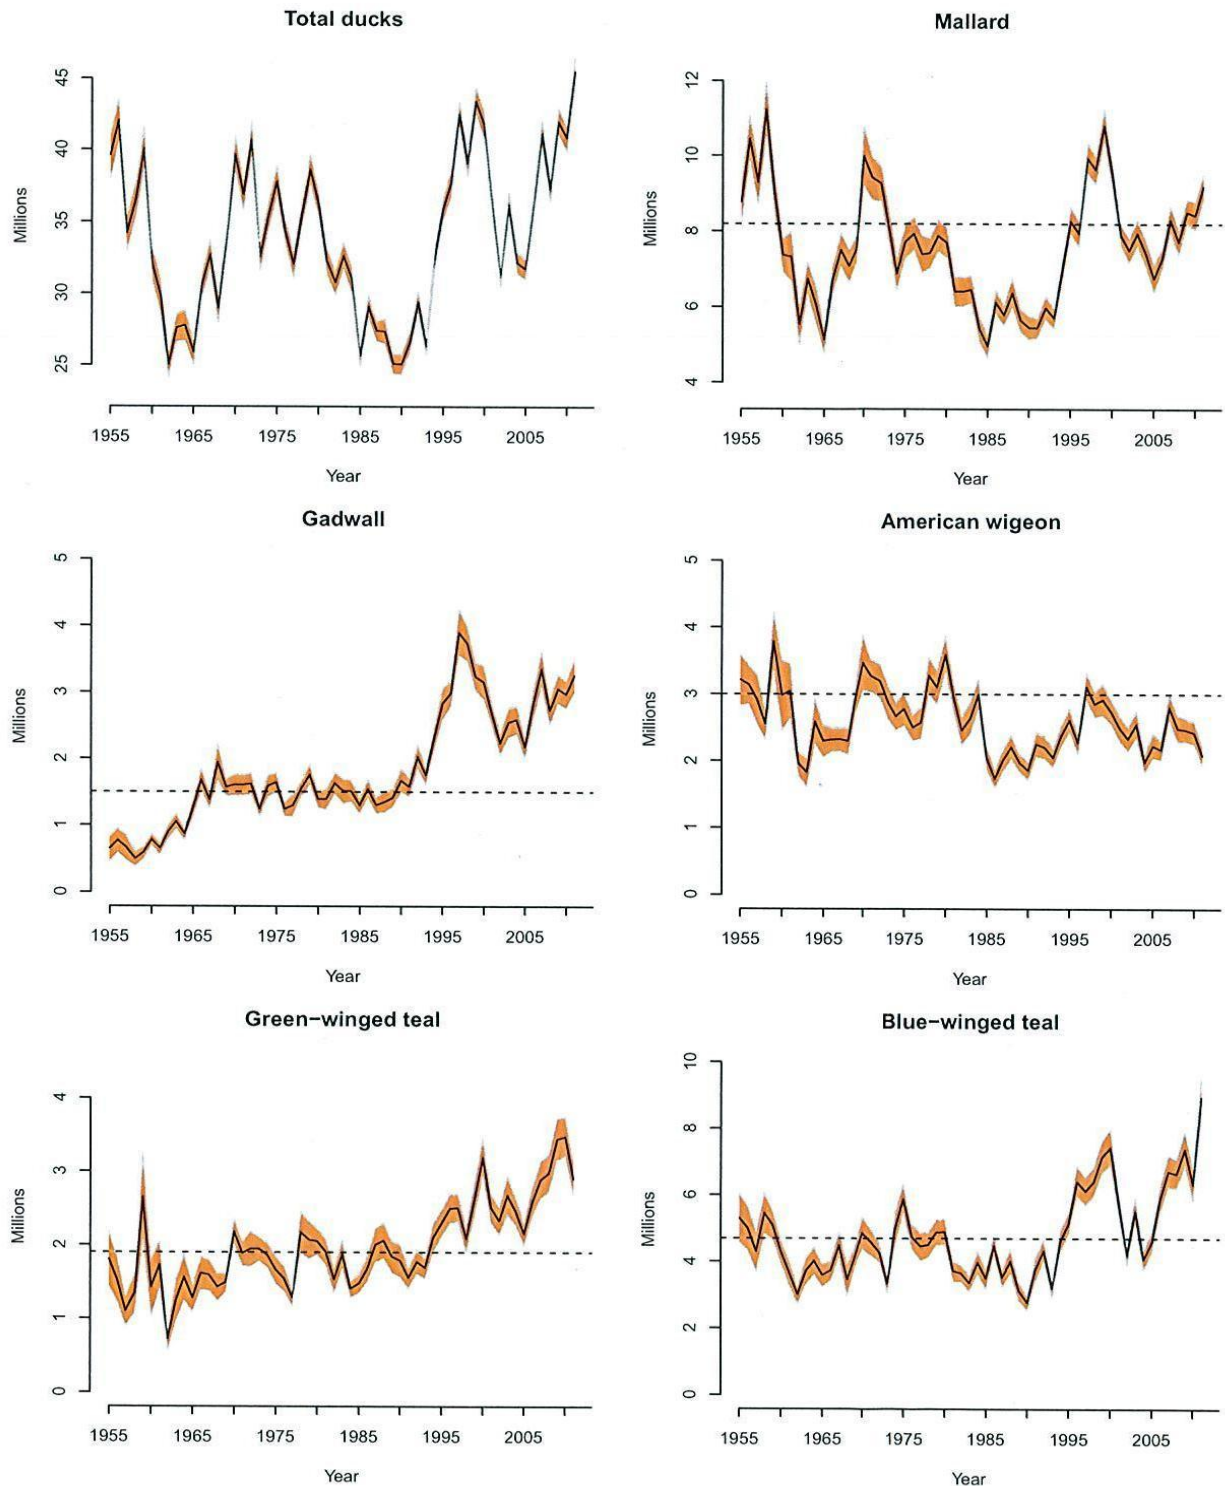 Total ducks
Millions
45
40
35
30
25
1955 1965 1975 1985 1995 2005
Year
Mallard
Millions
12
10
8
6
4
1955 1965 1975 1985 1995 2005
Year
Gadwall
Millions
5
4
3
2
1
0
1955 1965 1975 1985 1995 2005
Year
American wigeon
Millions
5
4
3
2
1
0
1955 1965 1975 1985 1995 2005
Year
Green−winged teal
Millions
4
3
2
1
0
1955 1965 1975 1985 1995 2005
Year
Blue−winged teal
Millions
10
8
6
4
2
0
1955 1965 1975 1985 1995 2005
Year